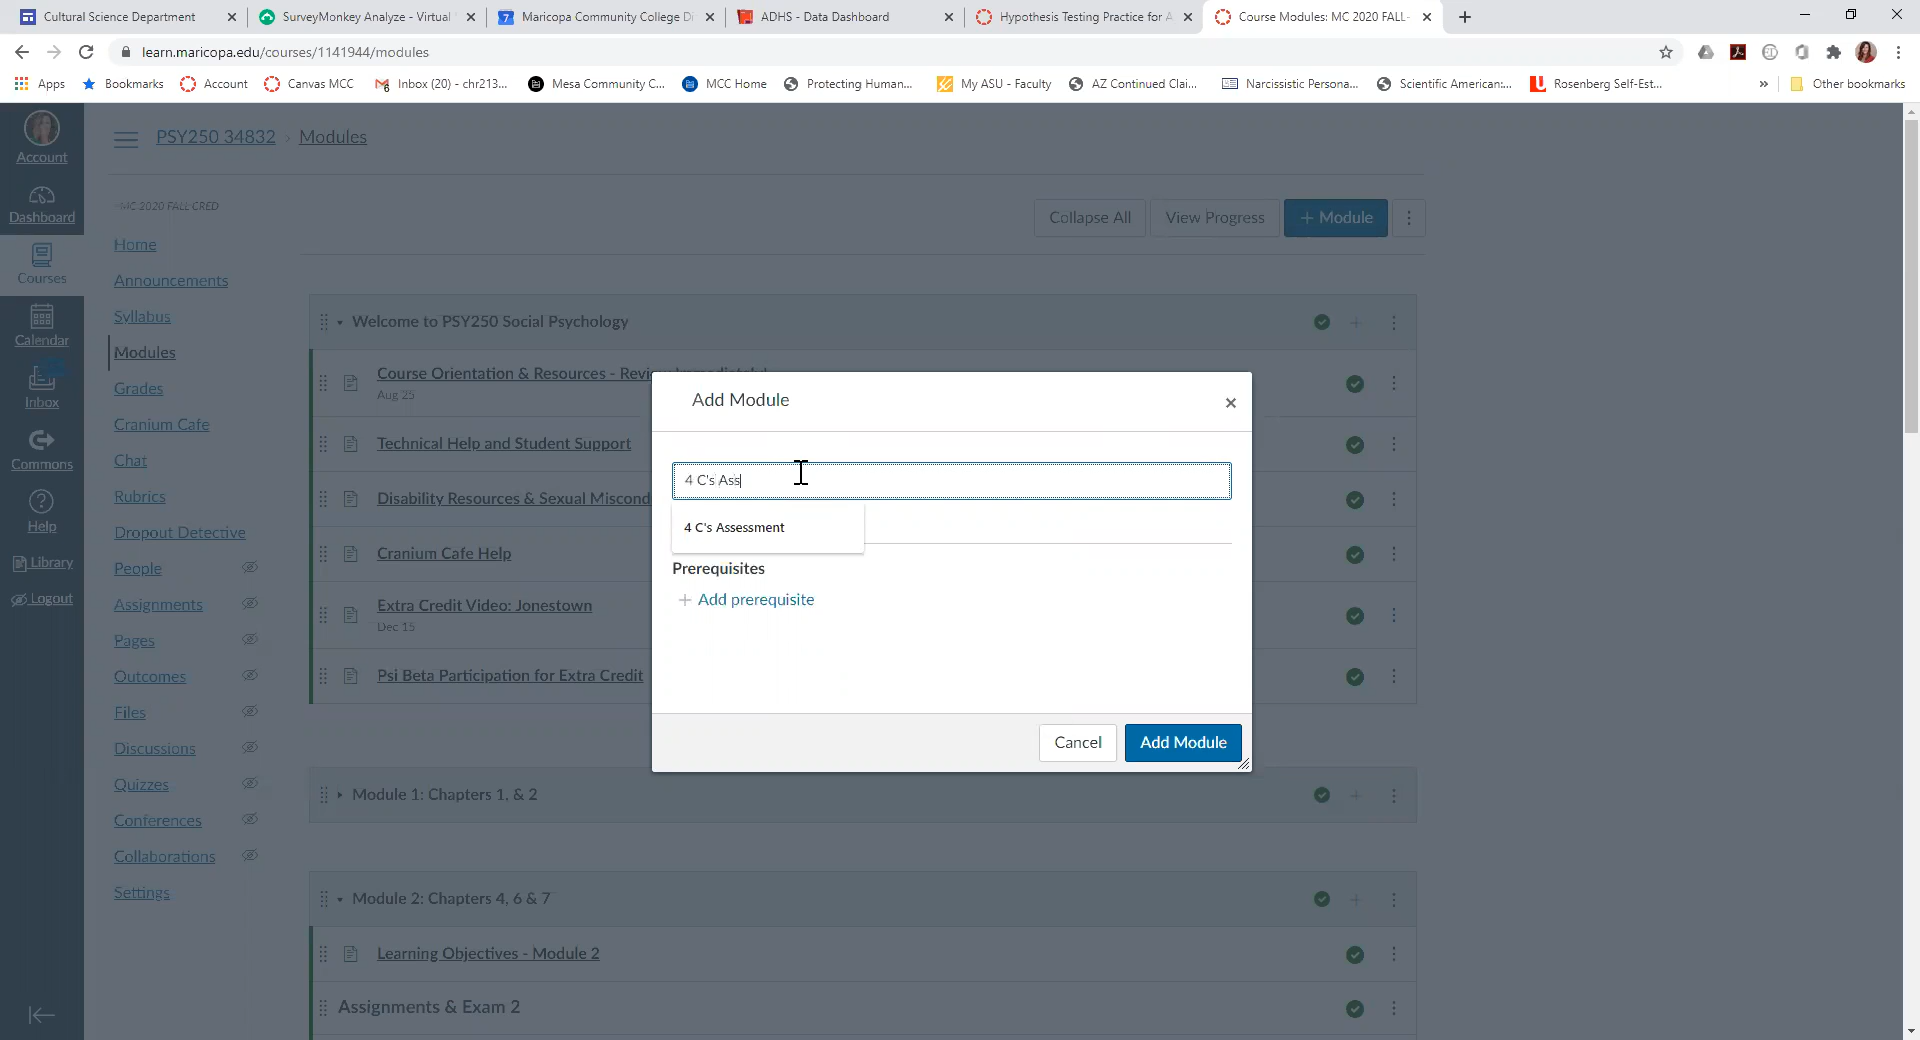 Cultural Science Department
SurveyMonkey Analyze - Virtual
Maricopa Community College Di
ADHS - Data Dashboard
Hypothesis Testing Practice for A
Course Modules: MC 2020 FALL-
learn.maricopa.edu/courses/1141944/modules
Apps
Bookmarks
Account
Canvas MCC
Inbox (20) - chr213...
Mesa Community C...
MCC Home
Protecting Human...
My ASU - Faculty
AZ Continued Clai...
Narcissistic Persona...
Scientific American:...
Rosenberg Self-Est...
»
Other bookmarks
Account
Dashboard
Courses
Calendar
Inbox
Commons
Help
Library
Logout
PSY250 34832 › Modules
MC 2020 FALL-CRED
Home
Announcements
Syllabus
Modules
Grades
Cranium Cafe
Chat
Rubrics
Dropout Detective
People
Assignments
Pages
Outcomes
Files
Discussions
Quizzes
Conferences
Collaborations
Settings
Collapse All
View Progress
+ Module
Welcome to PSY250 Social Psychology
Course Orientation & Resources - Review
Aug 25
Technical Help and Student Support
Disability Resources & Sexual Miscond
Cranium Cafe Help
Extra Credit Video: Jonestown
Dec 15
Psi Beta Participation for Extra Credit
Module 1: Chapters 1, & 2
Module 2: Chapters 4, 6 & 7
Learning Objectives - Module 2
Assignments & Exam 2
Add Module
×
4 C's Ass
4 C's Assessment
Prerequisites
+ Add prerequisite
Cancel
Add Module